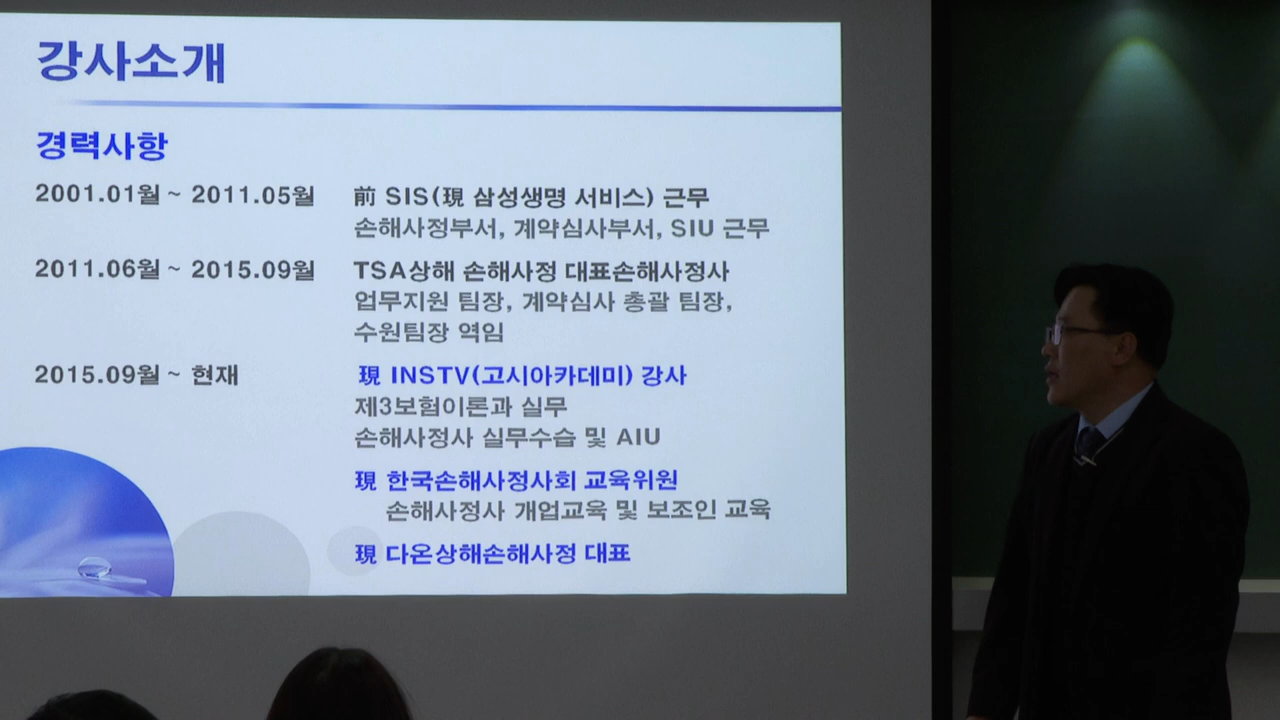 강사소개
경력사항
2001.01월 ~ 2011.05월 前 SIS(現 삼성생명 서비스) 근무
손해사정부서, 계약심사부서, SIU 근무
2011.06월 ~ 2015.09월 TSA상해 손해사정 대표손해사정사
업무지원 팀장, 계약심사 총괄 팀장,
수원팀장 역임
2015.09월 ~ 현재 現 INSTV(고시아카데미) 강사
제3보험이론과 실무
손해사정사 실무수습 및 AIU
現 한국손해사정사회 교육위원
손해사정사 개업교육 및 보조인 교육
現 다온상해손해사정 대표